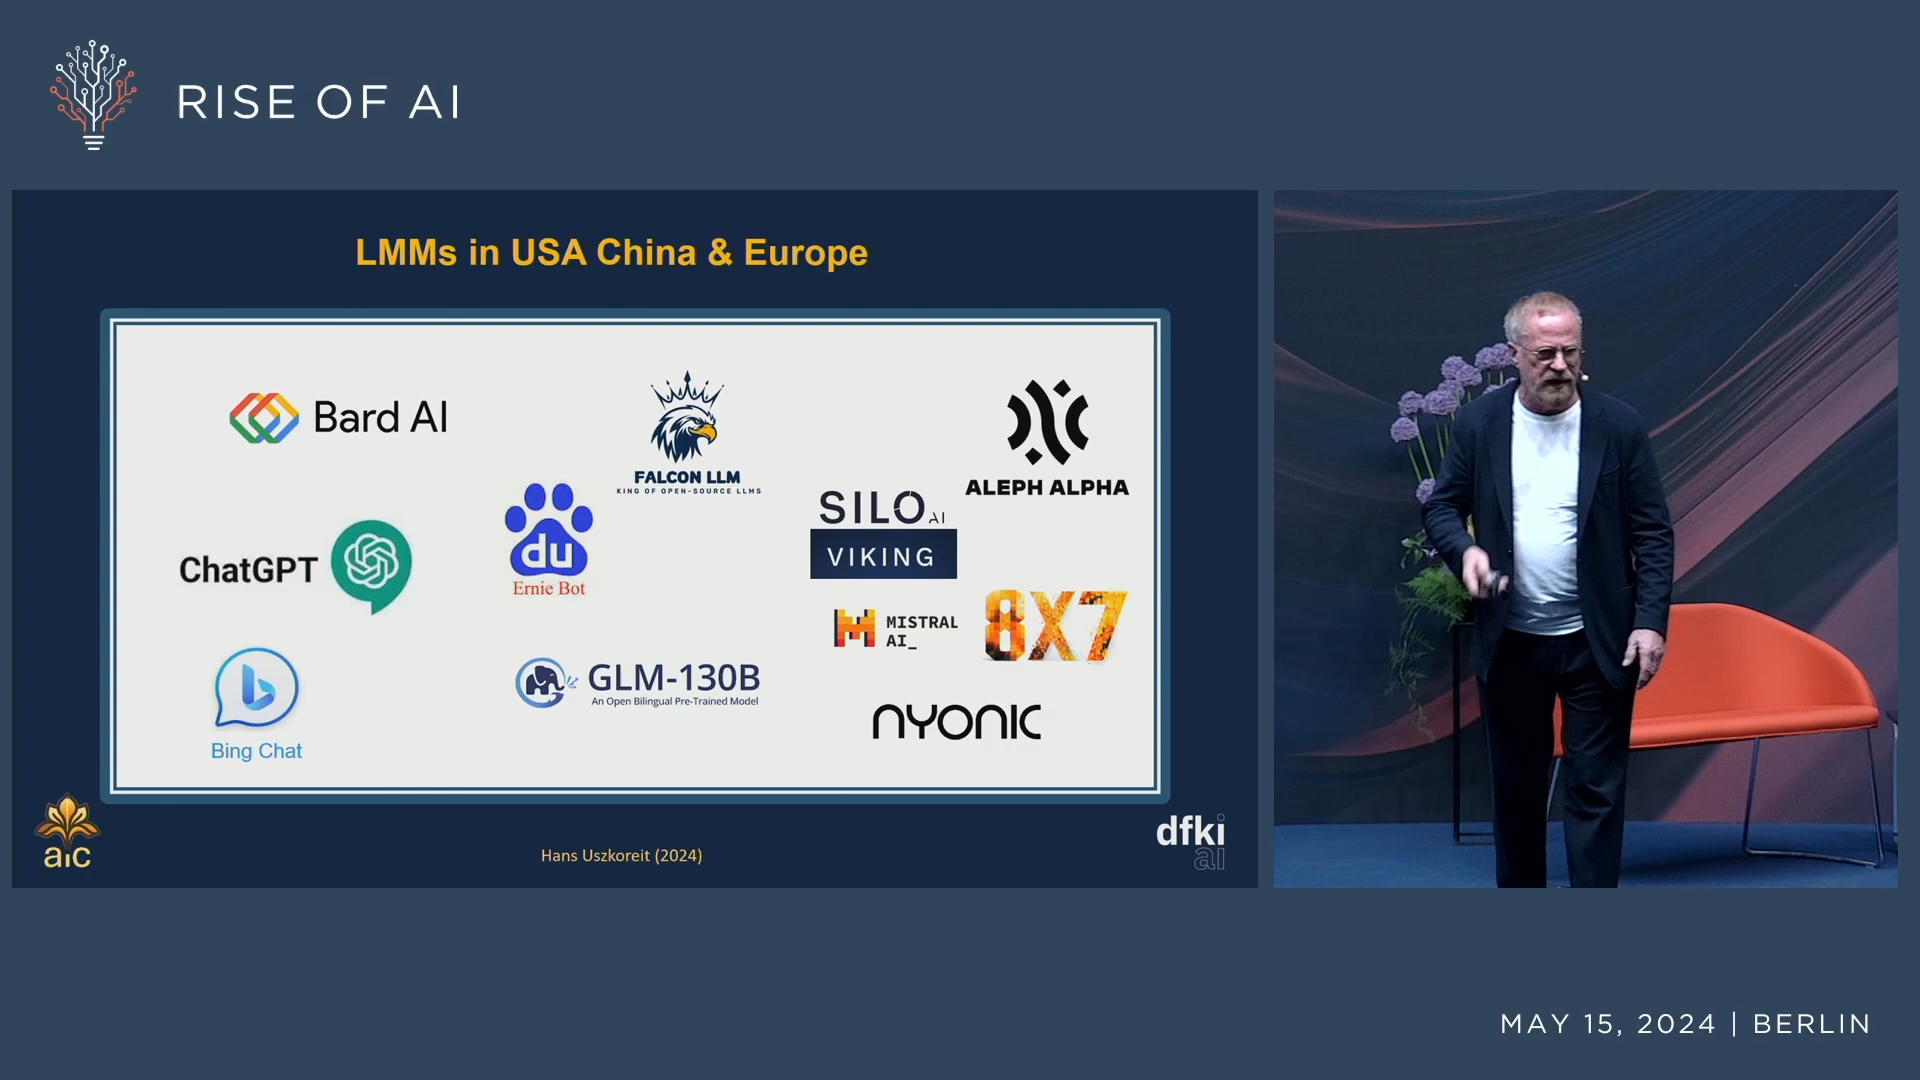 RISE OF AI
LMMs in USA China & Europe
Bard AI
FALCON LLM
KING OF OPEN-SOURCE LLMS
ALEPH ALPHA
ChatGPT
du
Ernie Bot
SILO AI
VIKING
MISTRAL
AI_
8X7
Bing Chat
GLM-130B
An Open Bilingual Pre-Trained Model
NYONIC
aic
Hans Uszkoreit (2024)
dfki
ai
MAY 15, 2024 | BERLIN